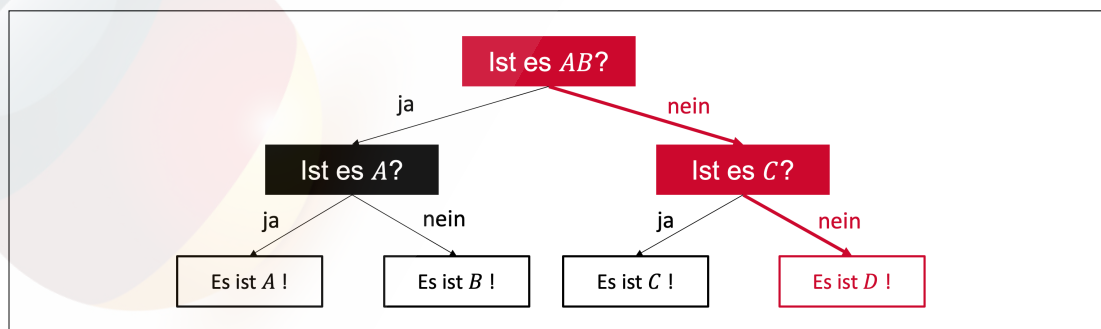 Ist es AB?
ja
nein
Ist es A?
Ist es C?
ja
nein
ja
nein
Es ist A !
Es ist B !
Es ist C !
Es ist D !